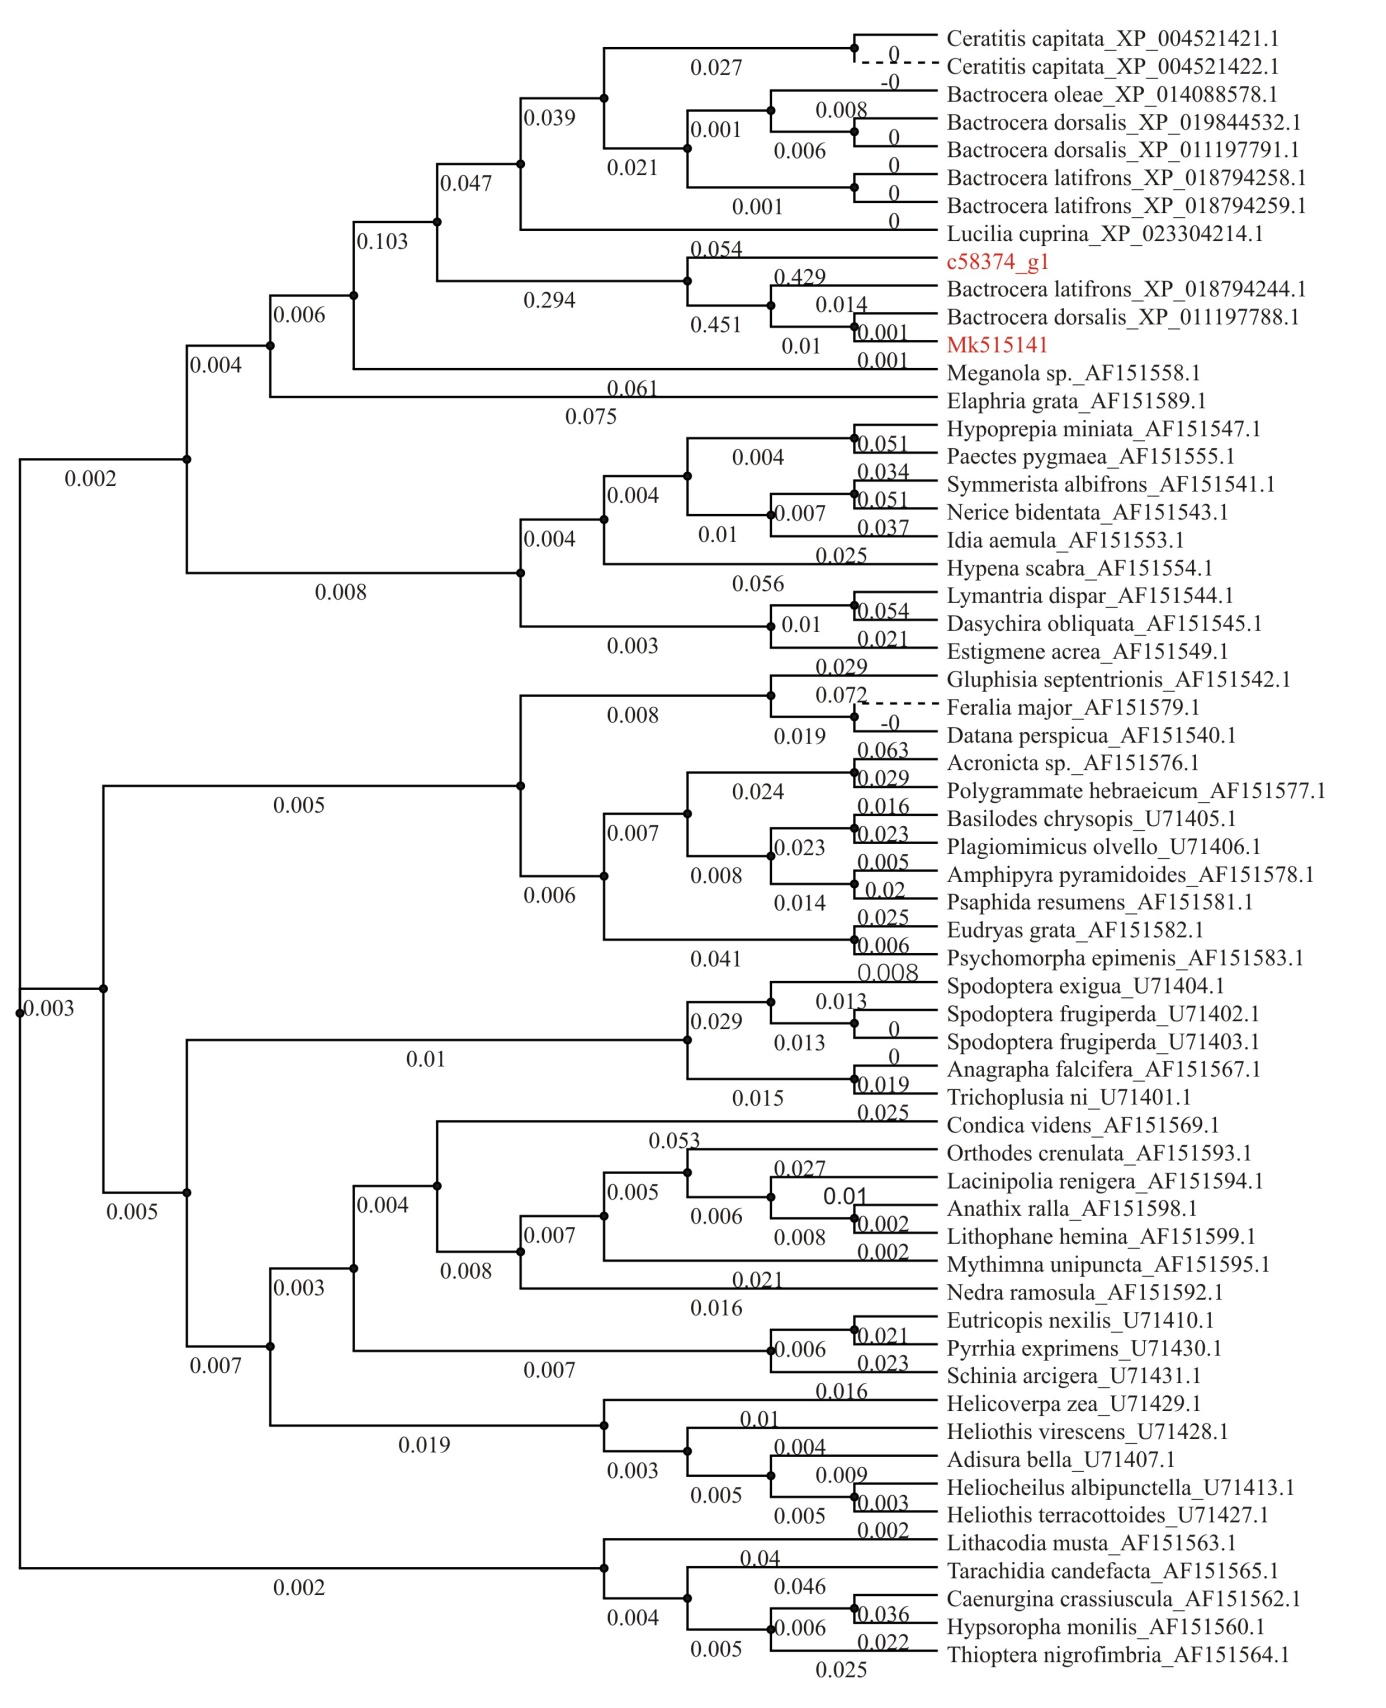 Ceratitis capitata_XP_004521421.1
0
0.027
Ceratitis capitata_XP_004521422.1
-0
Bactrocera oleae_XP_014088578.1
0.008
0.039
Bactrocera dorsalis_XP_019844532.1
0.001
0
0.006
Bactrocera dorsalis_XP_011197791.1
0.021
0
Bactrocera latifrons_XP_018794258.1
0.047
0
0.001
Bactrocera latifrons_XP_018794259.1
0
Lucilia cuprina_XP_023304214.1
0.103
0.054
c58374_g1
0.429
Bactrocera latifrons_XP_018794244.1
0.294
0.014
0.006
Bactrocera dorsalis_XP_011197788.1
0.451
0.001
0.01
Mk515141
0.001
0.004
Meganola sp._AF151558.1
0.061
Elaphria grata_AF151589.1
0.075
Hypoprepia miniata_AF151547.1
0.051
0.004
Paectes pygmaea_AF151555.1
0.034
0.002
Symmerista albifrons_AF151541.1
0.004
0.051
0.007
Nerice bidentata_AF151543.1
0.037
0.01
0.004
Idia aemula_AF151553.1
0.025
Hypena scabra_AF151554.1
0.056
0.008
Lymantria dispar_AF151544.1
0.054
0.01
Dasychira obliquata_AF151545.1
0.021
0.003
Estigmene acrea_AF151549.1
0.029
Gluphisia septentrionis_AF151542.1
0.072
Feralia major_AF151579.1
0.008
-0
0.019
Datana perspicua_AF151540.1
0.063
Acronicta sp._AF151576.1
0.029
0.024
Polygrammate hebraeicum_AF151577.1
0.005
0.016
Basilodes chrysopis_U71405.1
0.007
0.023
0.023
Plagiomimicus olvello_U71406.1
0.005
Amphipyra pyramidoides_AF151578.1
0.008
0.02
0.006
0.014
Psaphida resumens_AF151581.1
0.025
Eudryas grata_AF151582.1
0.006
0.041
Psychomorpha epimenis_AF151583.1
0.008
Spodoptera exigua_U71404.1
0.013
0.003
Spodoptera frugiperda_U71402.1
0.029
0
0.013
Spodoptera frugiperda_U71403.1
0.01
0
Anagrapha falcifera_AF151567.1
0.019
0.015
Trichoplusia ni_U71401.1
0.025
Condica videns_AF151569.1
0.053
Orthodes crenulata_AF151593.1
0.027
Lacinipolia renigera_AF151594.1
0.005
0.01
0.004
0.005
Anathix ralla_AF151598.1
0.006
0.002
0.007
0.008
Lithophane hemina_AF151599.1
0.002
Mythimna unipuncta_AF151595.1
0.008
0.021
0.003
Nedra ramosula_AF151592.1
0.016
Eutricopis nexilis_U71410.1
0.021
0.006
Pyrrhia exprimens_U71430.1
0.007
0.007
0.023
Schinia arcigera_U71431.1
0.016
Helicoverpa zea_U71429.1
0.01
Heliothis virescens_U71428.1
0.019
0.004
Adisura bella_U71407.1
0.003
0.009
Heliocheilus albipunctella_U71413.1
0.005
0.003
0.005
Heliothis terracottoides_U71427.1
0.002
Lithacodia musta_AF151563.1
0.04
Tarachidia candefacta_AF151565.1
0.002
0.046
Caenurgina crassiuscula_AF151562.1
0.004
0.036
0.006
Hypsoropha monilis_AF151560.1
0.005
0.022
Thioptera nigrofimbria_AF151564.1
0.025